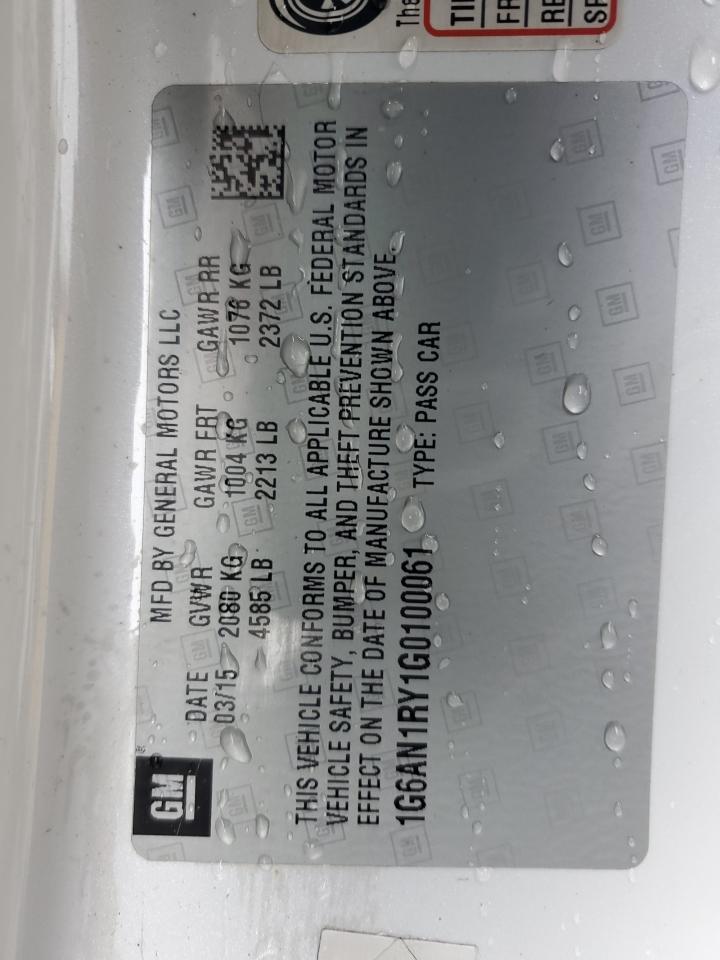 GM
MFD BY GENERAL MOTORS LLC
DATE GVWR GAWR FRT GAWR RR
03/15 2080 KG 1004 KG 1076 KG
4585 LB 2213 LB 2372 LB
THIS VEHICLE CONFORMS TO ALL APPLICABLE U.S. FEDERAL MOTOR
VEHICLE SAFETY, BUMPER, AND THEFT PREVENTION STANDARDS IN
EFFECT ON THE DATE OF MANUFACTURE SHOWN ABOVE.
1G6AN1RY1G0100061 TYPE: PASS CAR
The